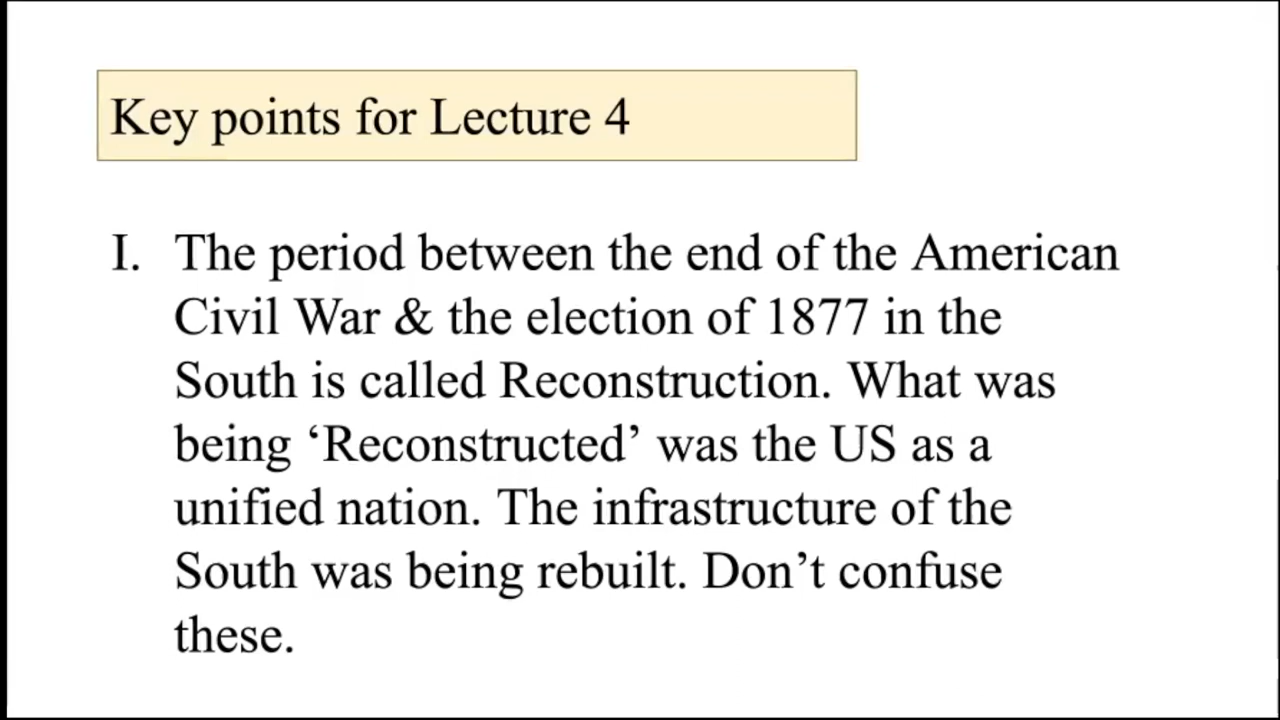 Key points for Lecture 4
I. The period between the end of the American
Civil War & the election of 1877 in the
South is called Reconstruction. What was
being ‘Reconstructed’ was the US as a
unified nation. The infrastructure of the
South was being rebuilt. Don’t confuse
these.